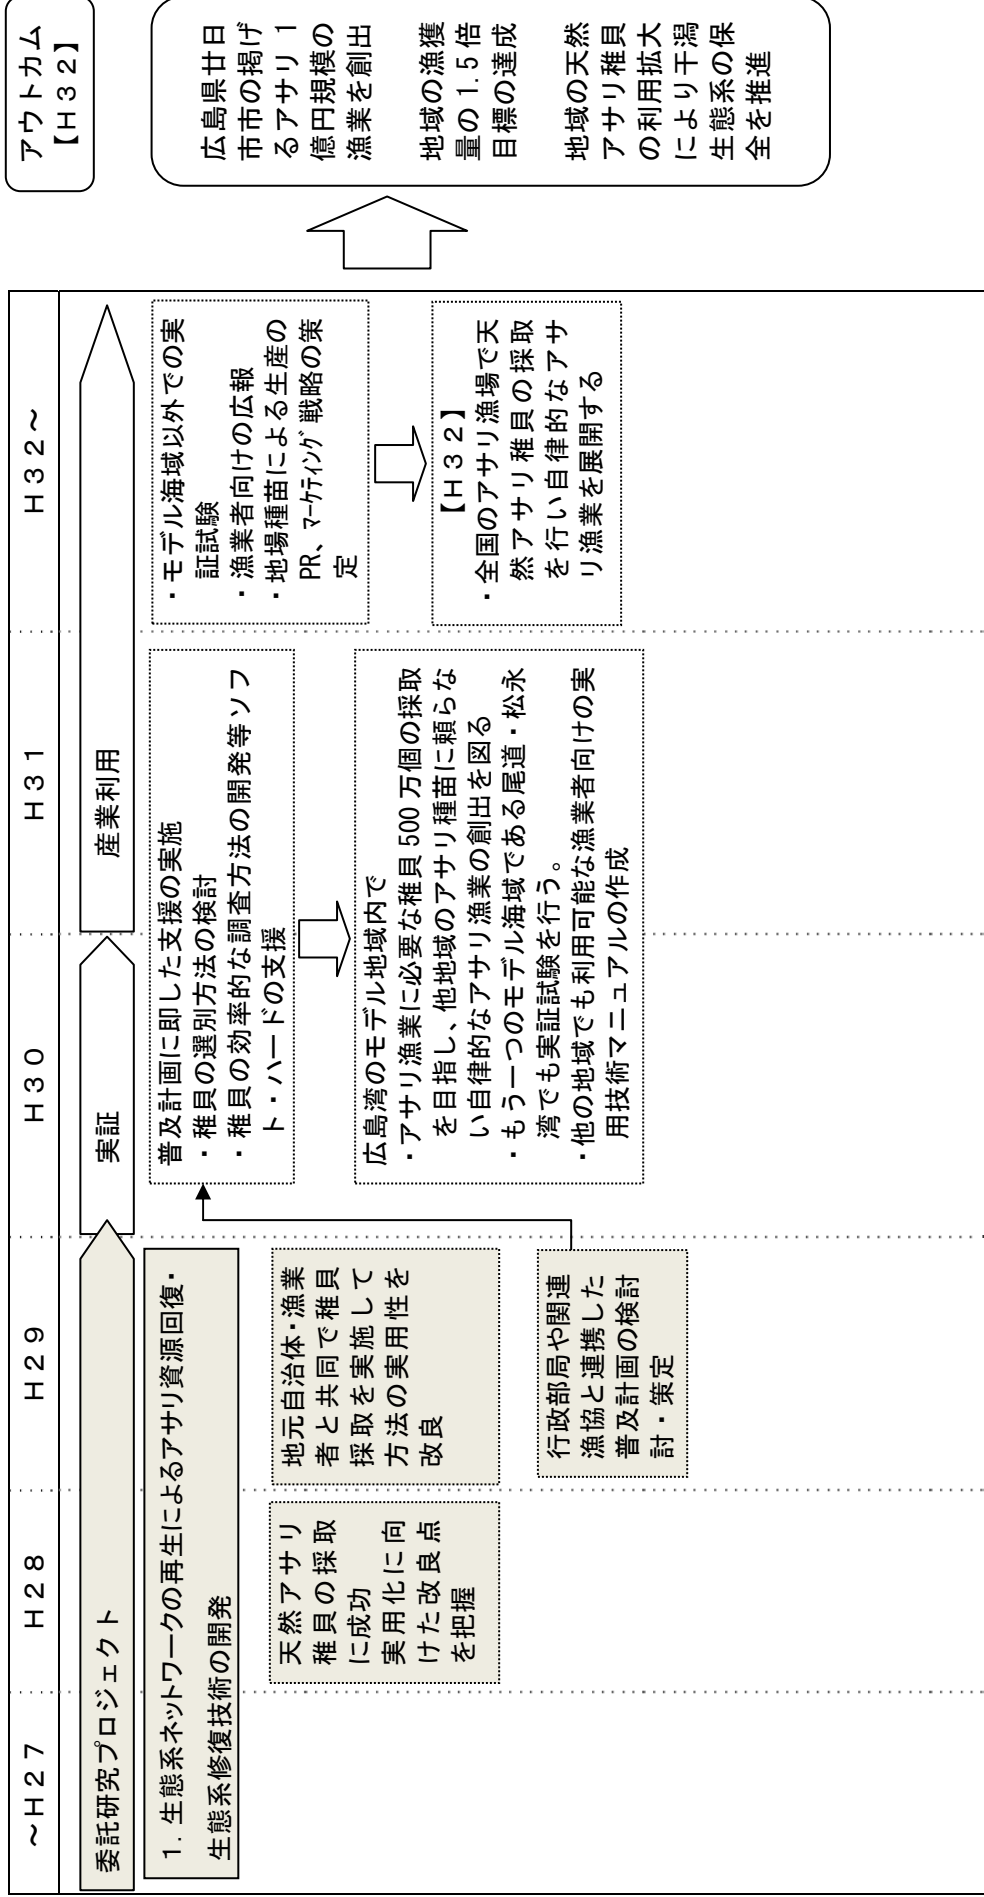 ～Ｈ２７
Ｈ２８
Ｈ２９
Ｈ３０
Ｈ３１
Ｈ３２～
アウトカム
【Ｈ３２】
委託研究プロジェクト
実証
産業利用
1．生態系ネットワークの再生によるアサリ資源回復・
生態系修復技術の開発
天然アサリ
稚貝の採取
に成功
実用化に向
けた改良点
を把握
地元自治体・漁業
者と共同で稚貝
採取を実施して
方法の実用性を
改良
行政部局や関連
漁協と連携した
普及計画の検討
討・策定
普及計画に即した支援の実施
・稚貝の選別方法の検討
・稚貝の効率的な調査方法の開発等ソフ
ト・ハードの支援
広島湾のモデル地域内で
・アサリ漁業に必要な稚貝 500 万個の採取
を目指し、他地域のアサリ種苗に頼らな
い自律的なアサリ漁業の創出を図る
・もう一つのモデル海域である尾道・松永
湾でも実証試験を行う。
・他の地域でも利用可能な漁業者向けの実
用技術マニュアルの作成
・モデル海域以外での実
証試験
・漁業者向けの広報
・地場種苗による生産の
PR、ﾏｰｹﾃｨﾝｸﾞ戦略の策
定
【Ｈ３２】
・全国のアサリ漁場で天
然アサリ稚貝の採取
を行い自律的なアサ
リ漁業を展開する
広島県廿日
市市の掲げ
るアサリ 1
億円規模の
漁業を創出
地域の漁獲
量の 1.5 倍
目標の達成
地域の天然
アサリ稚貝
の利用拡大
により干潟
生態系の保
全を推進